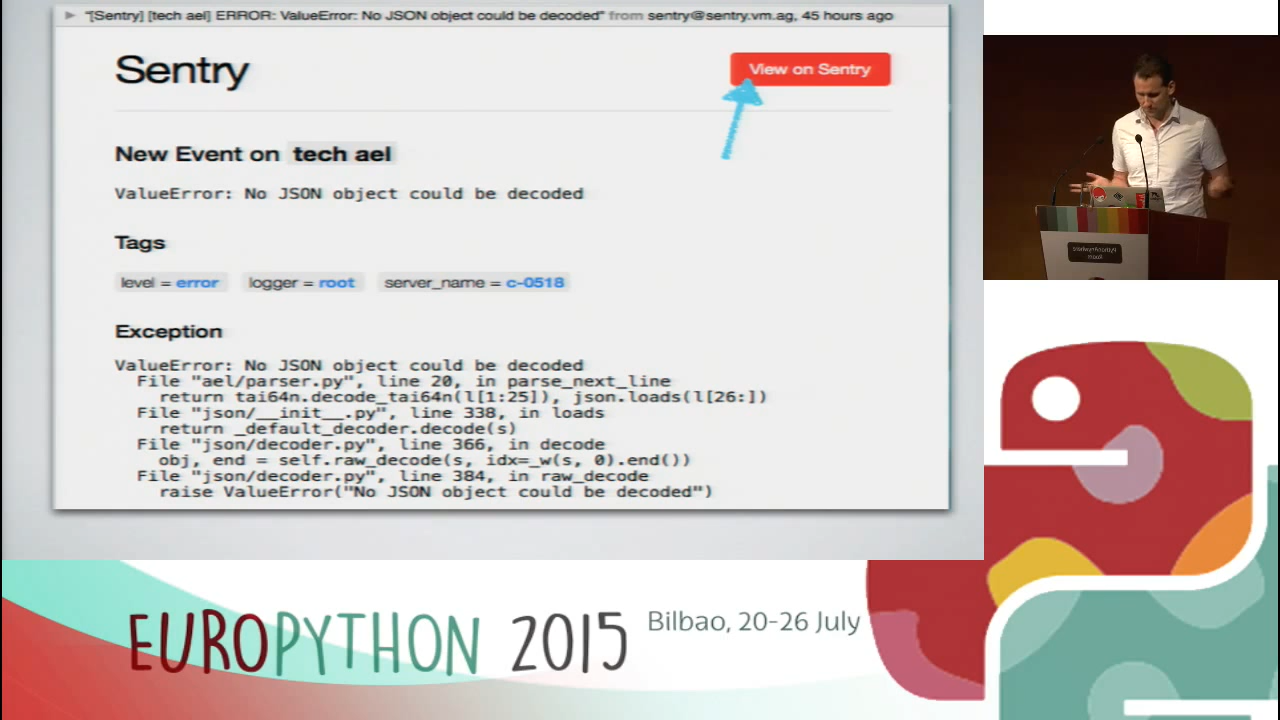 "[Sentry] [tech ael] ERROR: ValueError: No JSON object could be decoded" from sentry@sentry.vm.ag, 45 hours ago
Sentry
View on Sentry
New Event on tech ael
ValueError: No JSON object could be decoded
Tags
level = error logger = root server_name = c-0518
Exception
ValueError: No JSON object could be decoded
File "ael/parser.py", line 20, in parse_next_line
return tai64n.decode_tai64n(l[1:25]), json.loads(l[26:])
File "json/__init__.py", line 338, in loads
return _default_decoder.decode(s)
File "json/decoder.py", line 366, in decode
obj, end = self.raw_decode(s, idx=_w(s, 0).end())
File "json/decoder.py", line 384, in raw_decode
raise ValueError("No JSON object could be decoded")
EUROPYTHON 2015
Bilbao, 20-26 July